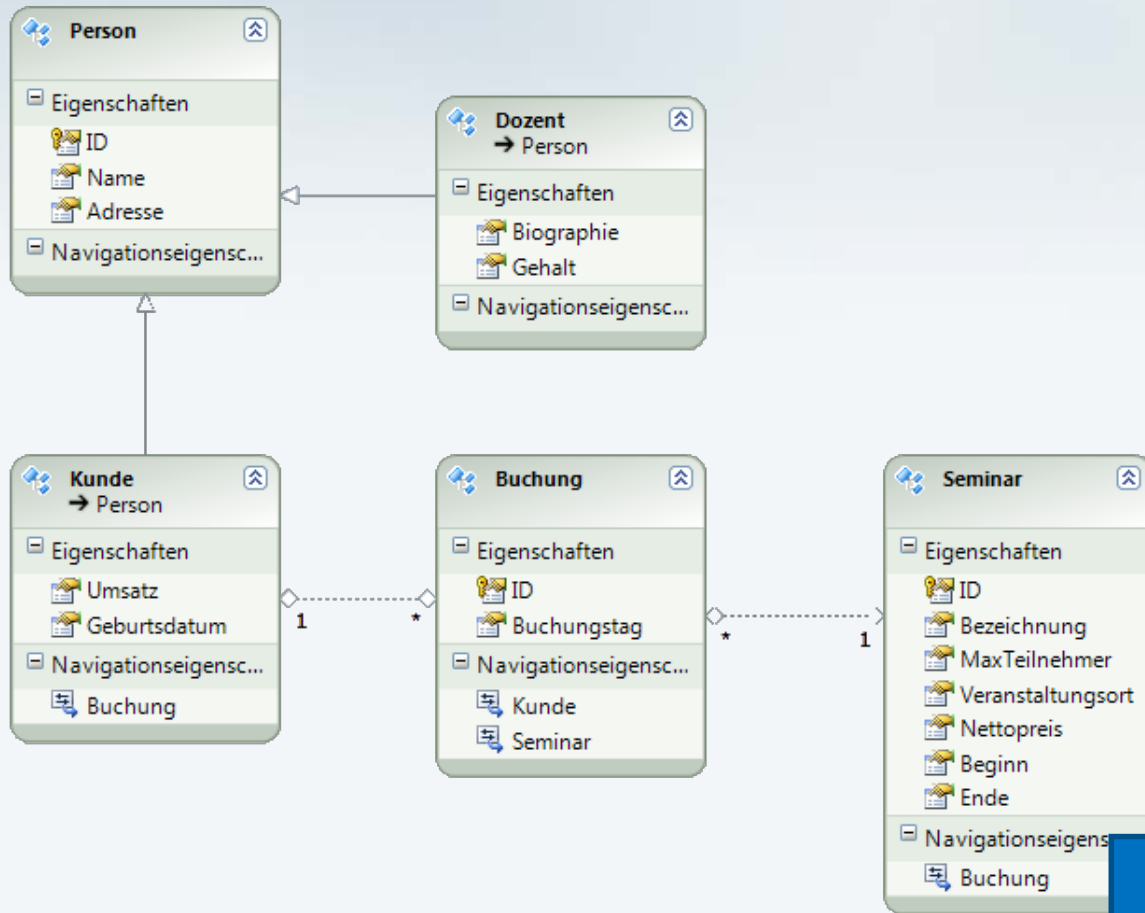 Person
Eigenschaften
ID
Name
Adresse
Navigationseigensc...
Dozent
→ Person
Eigenschaften
Biographie
Gehalt
Navigationseigensc...
Kunde
→ Person
Eigenschaften
Umsatz
Geburtsdatum
Navigationseigensc...
Buchung
1
*
Buchung
Eigenschaften
ID
Buchungstag
Navigationseigensc...
Kunde
Seminar
*
1
Seminar
Eigenschaften
ID
Bezeichnung
MaxTeilnehmer
Veranstaltungsort
Nettopreis
Beginn
Ende
Navigationseigens
Buchung